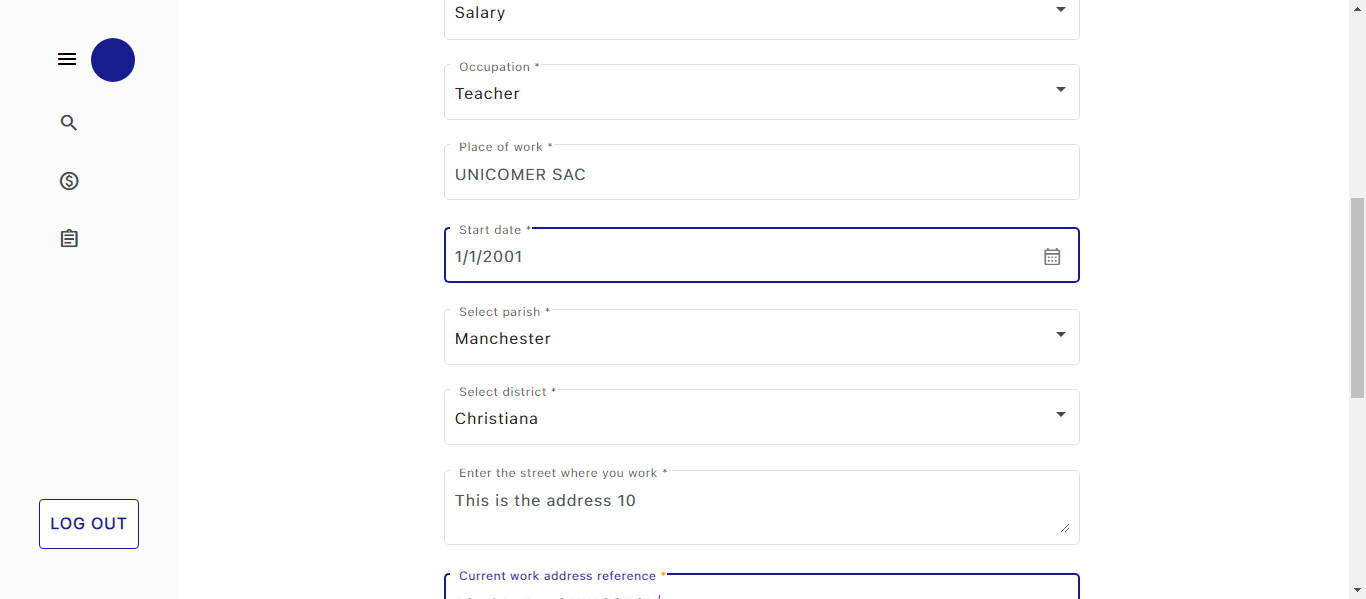 Salary
Occupation *
Teacher
Place of work *
UNICOMER SAC
Start date *
1/1/2001
Select parish *
Manchester
Select district *
Christiana
Enter the street where you work *
This is the address 10
LOG OUT
Current work address reference *